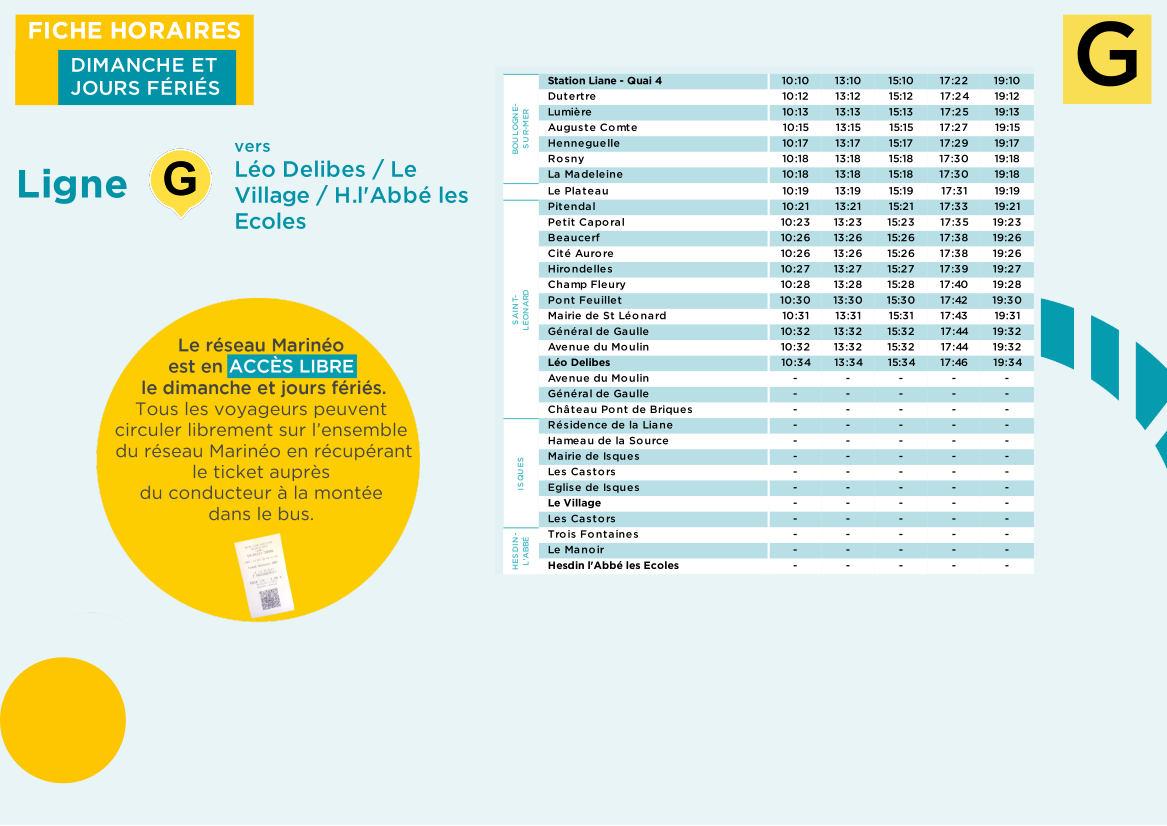 FICHE HORAIRES
DIMANCHE ET
JOURS FÉRIÉS
G
Ligne
G
vers
Léo Delibes / Le
Village / H.l'Abbé les
Ecoles
Le réseau Marinéo
est en ACCÈS LIBRE
le dimanche et jours fériés.
Tous les voyageurs peuvent
circuler librement sur l'ensemble
du réseau Marinéo en récupérant
le ticket auprès
du conducteur à la montée
dans le bus.
BOULOGNE-
SUR-MER
Station Liane - Quai 4 10:10 13:10 15:10 17:22 19:10
Dutertre 10:12 13:12 15:12 17:24 19:12
Lumière 10:13 13:13 15:13 17:25 19:13
Auguste Comte 10:15 13:15 15:15 17:27 19:15
Henneguelle 10:17 13:17 15:17 17:29 19:17
Rosny 10:18 13:18 15:18 17:30 19:18
La Madeleine 10:18 13:18 15:18 17:30 19:18
Le Plateau 10:19 13:19 15:19 17:31 19:19
SAINT-
LÉONARD
Pitendal 10:21 13:21 15:21 17:33 19:21
Petit Caporal 10:23 13:23 15:23 17:35 19:23
Beaucerf 10:26 13:26 15:26 17:38 19:26
Cité Aurore 10:26 13:26 15:26 17:38 19:26
Hirondelles 10:27 13:27 15:27 17:39 19:27
Champ Fleury 10:28 13:28 15:28 17:40 19:28
Pont Feuillet 10:30 13:30 15:30 17:42 19:30
Mairie de St Léonard 10:31 13:31 15:31 17:43 19:31
Général de Gaulle 10:32 13:32 15:32 17:44 19:32
Avenue du Moulin 10:32 13:32 15:32 17:44 19:32
Léo Delibes 10:34 13:34 15:34 17:46 19:34
Avenue du Moulin - - - - -
Général de Gaulle - - - - -
Château Pont de Briques - - - - -
ISQUES
Résidence de la Liane - - - - -
Hameau de la Source - - - - -
Mairie de Isques - - - - -
Les Castors - - - - -
Eglise de Isques - - - - -
Le Village - - - - -
Les Castors - - - - -
HESDIN-
L'ABBÉ
Trois Fontaines - - - - -
Le Manoir - - - - -
Hesdin l'Abbé les Ecoles - - - - -